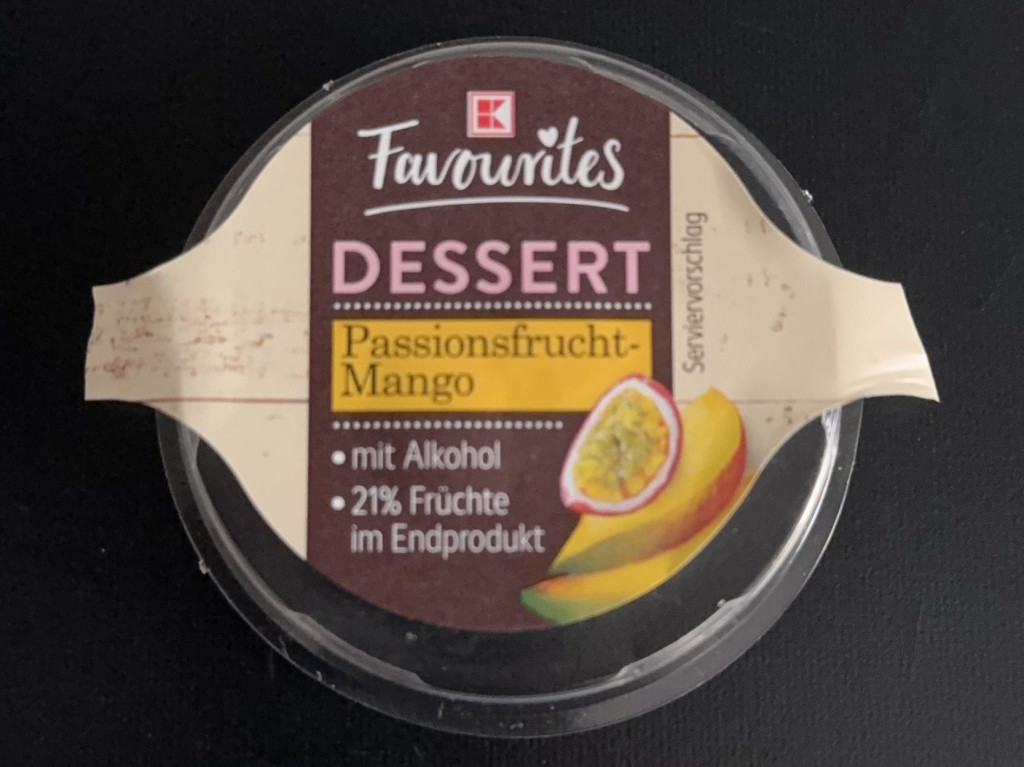 K
Favourites
DESSERT
Passionsfrucht-
Mango
• mit Alkohol
• 21% Früchte
im Endprodukt
Serviervorschlag